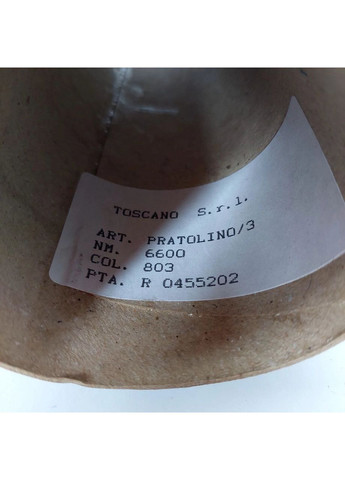 TOSCANO S.r.l.
ART. PRATOLINO/3
NM. 6600
COL. 803
PTA. R 0455202